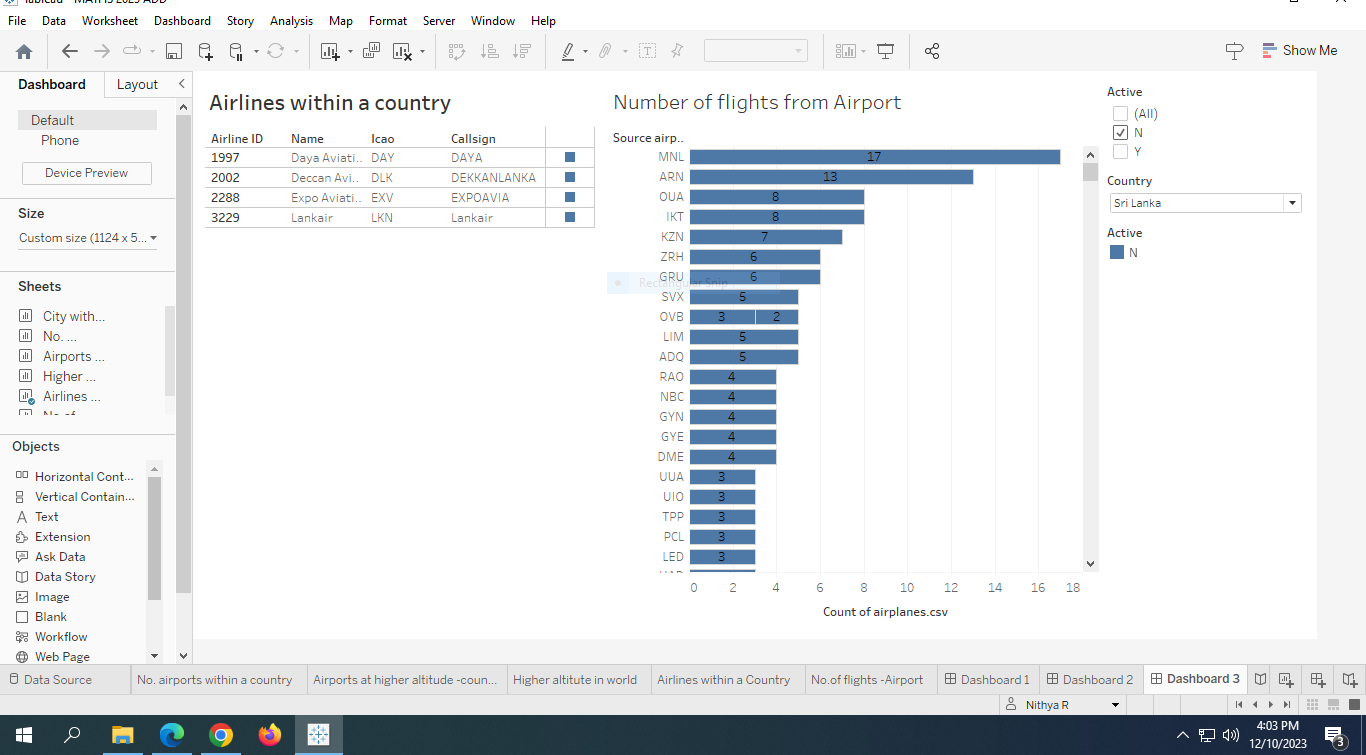 File Data Worksheet Dashboard Story Analysis Map Format Server Window Help
Show Me
Dashboard Layout
Default
Phone
Device Preview
Size
Custom size (1124 x 5...
Sheets
City with...
No. ...
Airports ...
Higher ...
Airlines ...
Objects
Horizontal Cont...
Vertical Contain...
Text
Extension
Ask Data
Data Story
Image
Blank
Workflow
Web Page
Airlines within a country
Airline ID Name Icao Callsign
1997 Daya Aviati.. DAY DAYA
2002 Deccan Avi.. DLK DEKKANLANKA
2288 Expo Aviati.. EXV EXPOAVIA
3229 Lankair LKN Lankair
Number of flights from Airport
Source airp..
MNL 17
ARN 13
OUA 8
IKT 8
KZN 7
ZRH 6
GRU 6
Rectangular Snip
SVX 5
OVB 3 2
LIM 5
ADQ 5
RAO 4
NBC 4
GYN 4
GYE 4
DME 4
UUA 3
UIO 3
TPP 3
PCL 3
LED 3
0 2 4 6 8 10 12 14 16 18
Count of airplanes.csv
Active
(All)
N
Y
Country
Sri Lanka
Active
N
Data Source No. airports within a country Airports at higher altitude -coun... Higher altitute in world Airlines within a Country No.of flights -Airport Dashboard 1 Dashboard 2 Dashboard 3
Nithya R
4:03 PM
12/10/2023
3